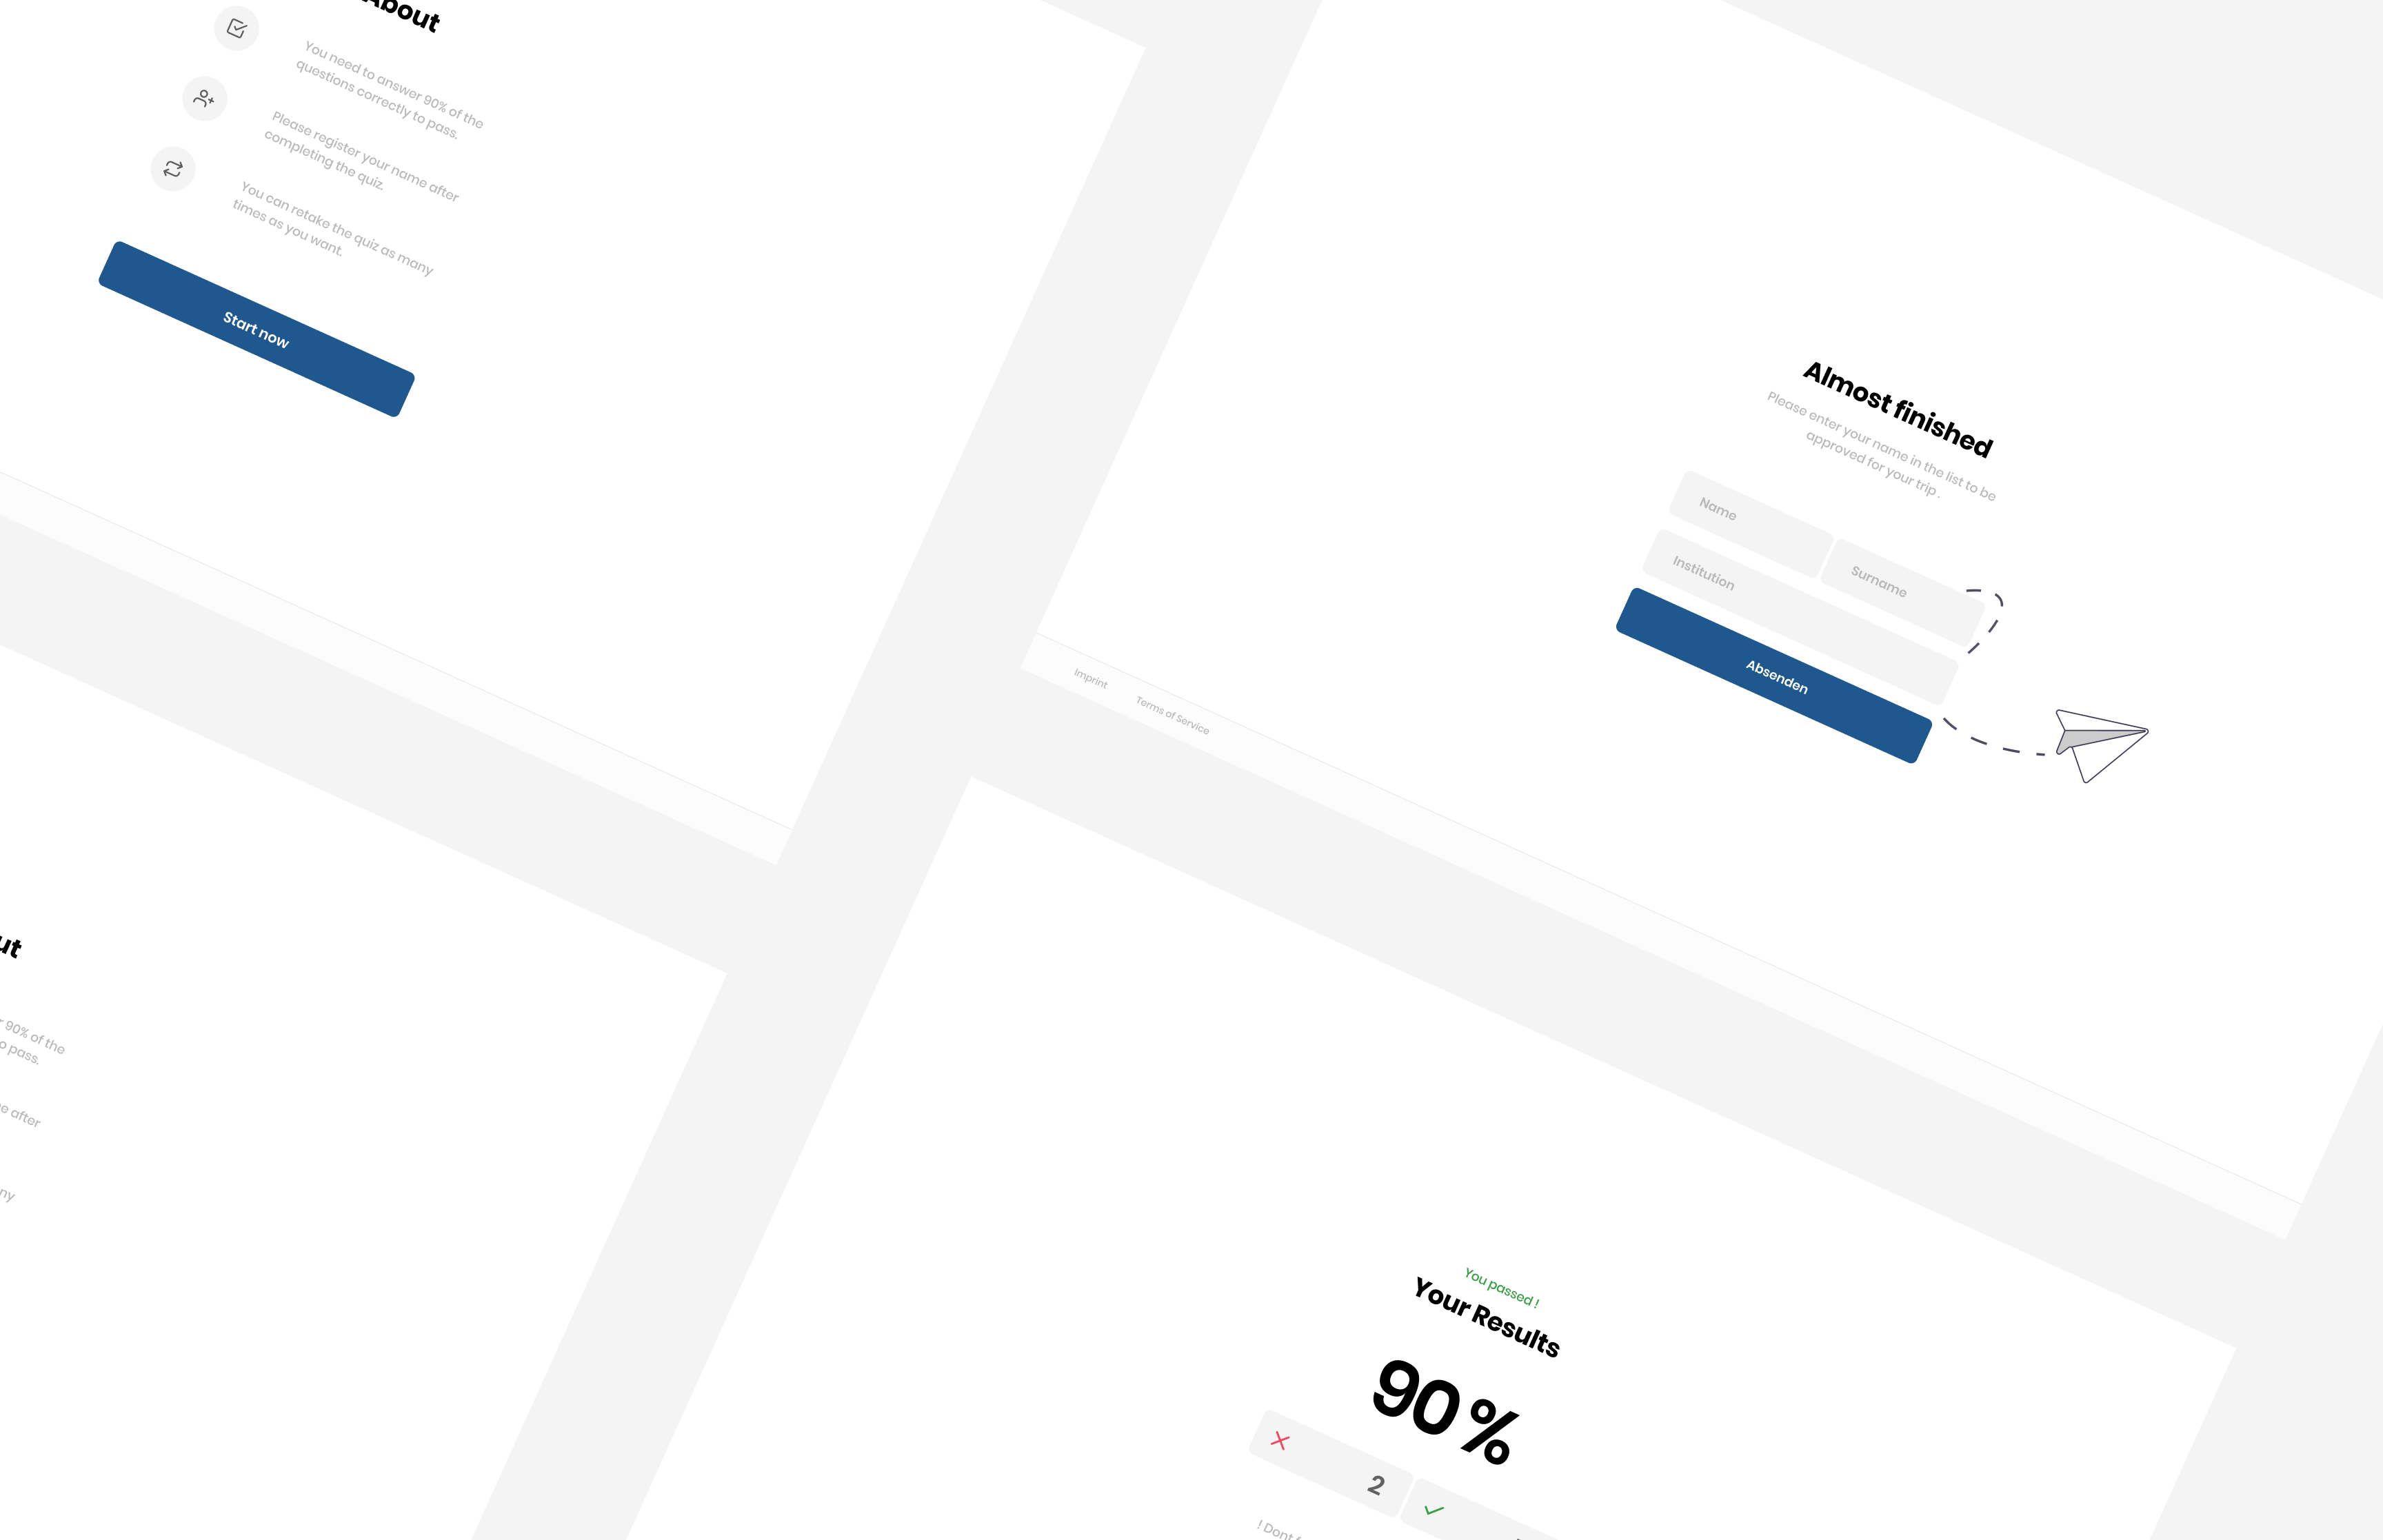 About
You need to answer 90% of the
questions correctly to pass.
Please register your name after
completing the quiz.
You can retake the quiz as many
times as you want.
Start now
Almost finished
Please enter your name in the list to be
approved for your trip .
Name
Surname
Institution
Absenden
Imprint
Terms of Service
90% of the
pass.
after
You passed !
Your Results
90%
2
! Dont